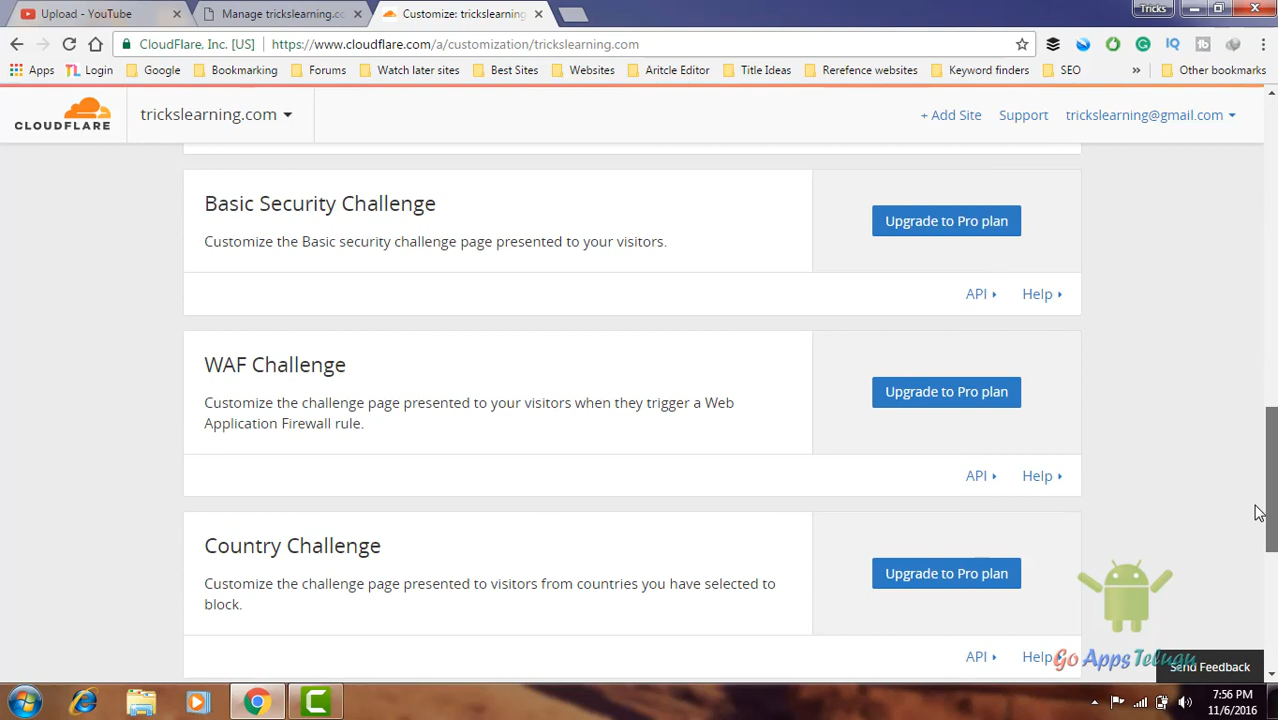 Upload - YouTube
Manage trickslearning.cc
Customize: trickslearning
Tricks
CloudFlare, Inc. [US]
https://www.cloudflare.com/a/customization/trickslearning.com
Apps
Login
Google
Bookmarking
Forums
Watch later sites
Best Sites
Websites
Aritcle Editor
Title Ideas
Rerefence websites
Keyword finders
SEO
»
Other bookmarks
CLOUDFLARE
trickslearning.com
+ Add Site
Support
trickslearning@gmail.com
Basic Security Challenge
Customize the Basic security challenge page presented to your visitors.
Upgrade to Pro plan
API
Help
WAF Challenge
Customize the challenge page presented to your visitors when they trigger a Web
Application Firewall rule.
Upgrade to Pro plan
API
Help
Country Challenge
Customize the challenge page presented to visitors from countries you have selected to
block.
Upgrade to Pro plan
API
Help
Go Apps Telugu
Send Feedback
7:56 PM
11/6/2016